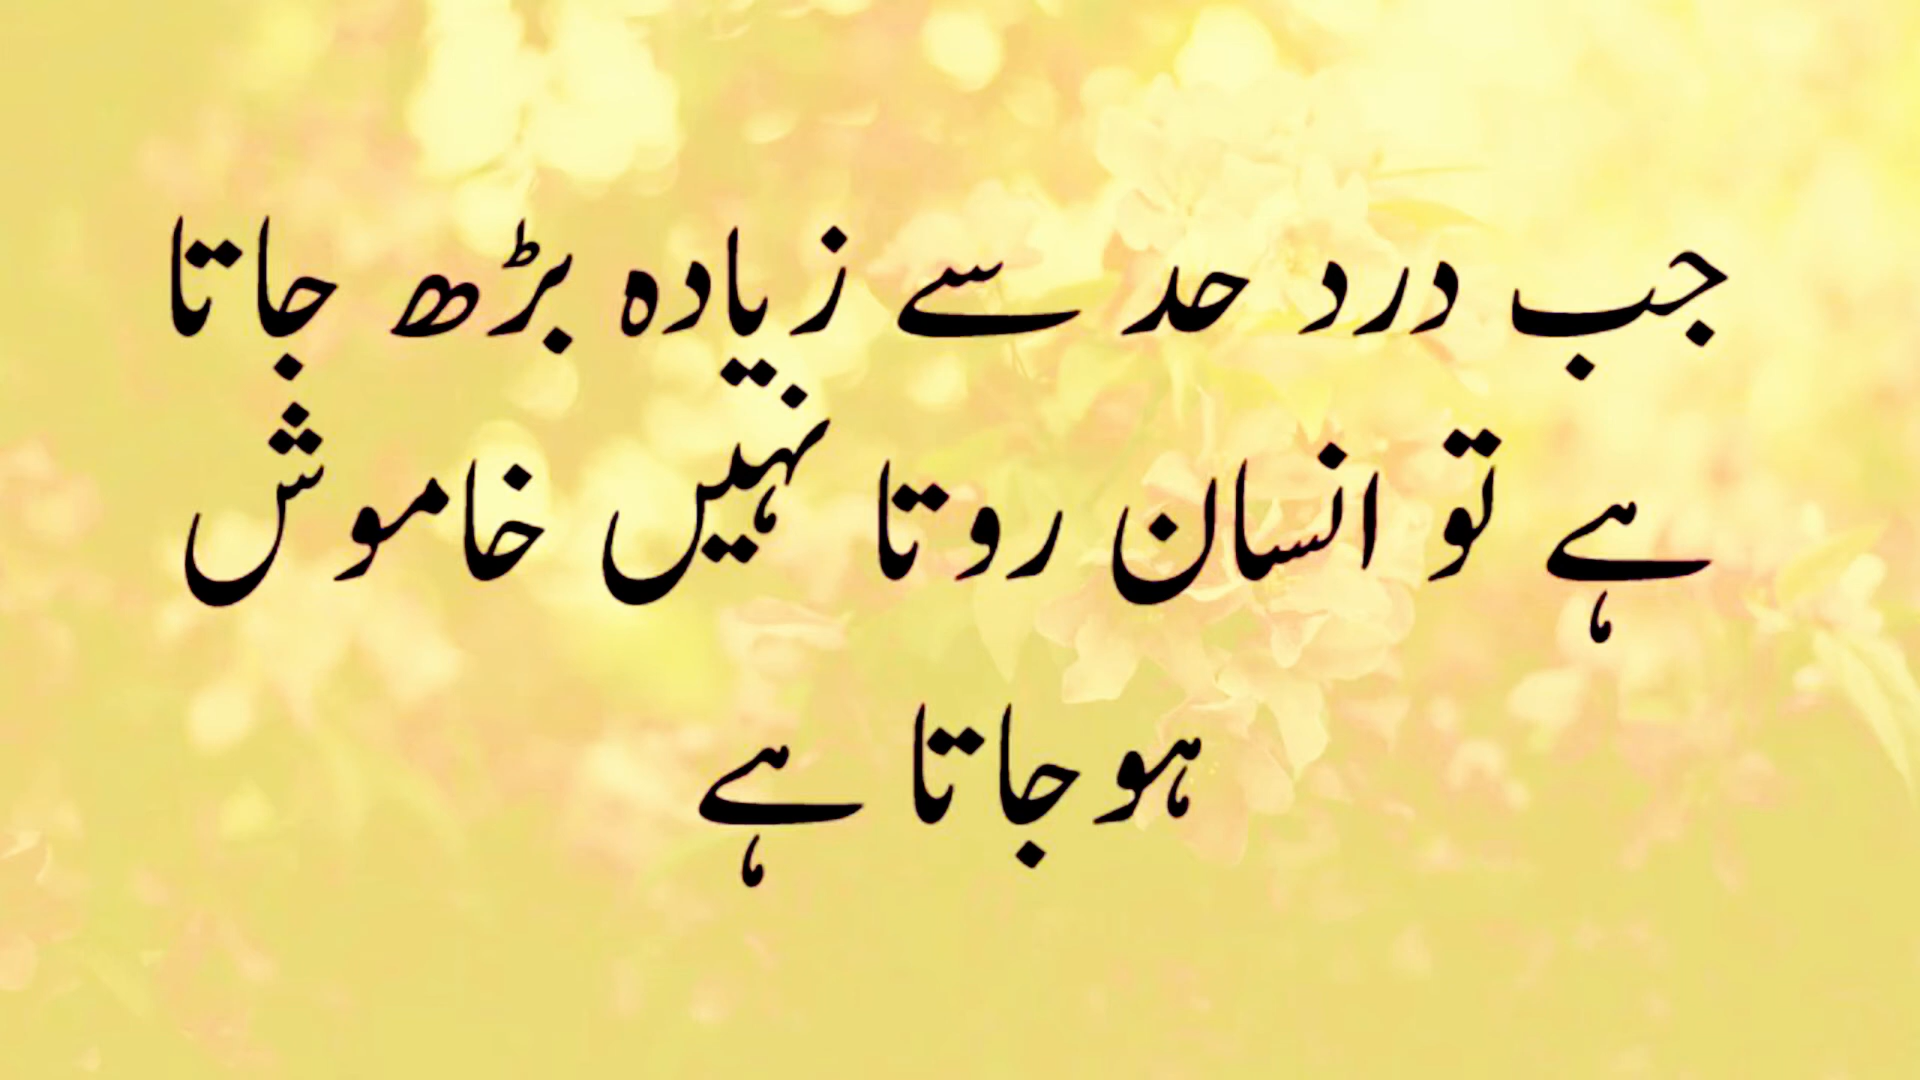 جب درد حد سے زیادہ بڑھ جاتا
ہے تو انسان روتا نہیں خاموش
ہو جاتا ہے